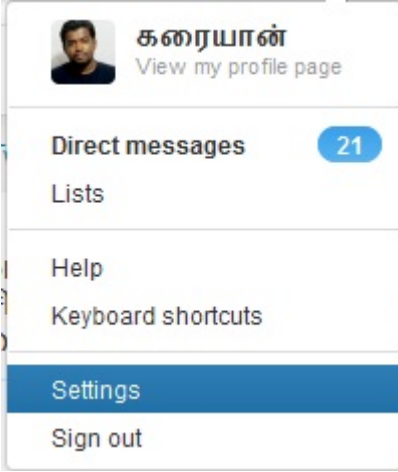 கரையான்
View my profile page
Direct messages 21
Lists
Help
Keyboard shortcuts
Settings
Sign out